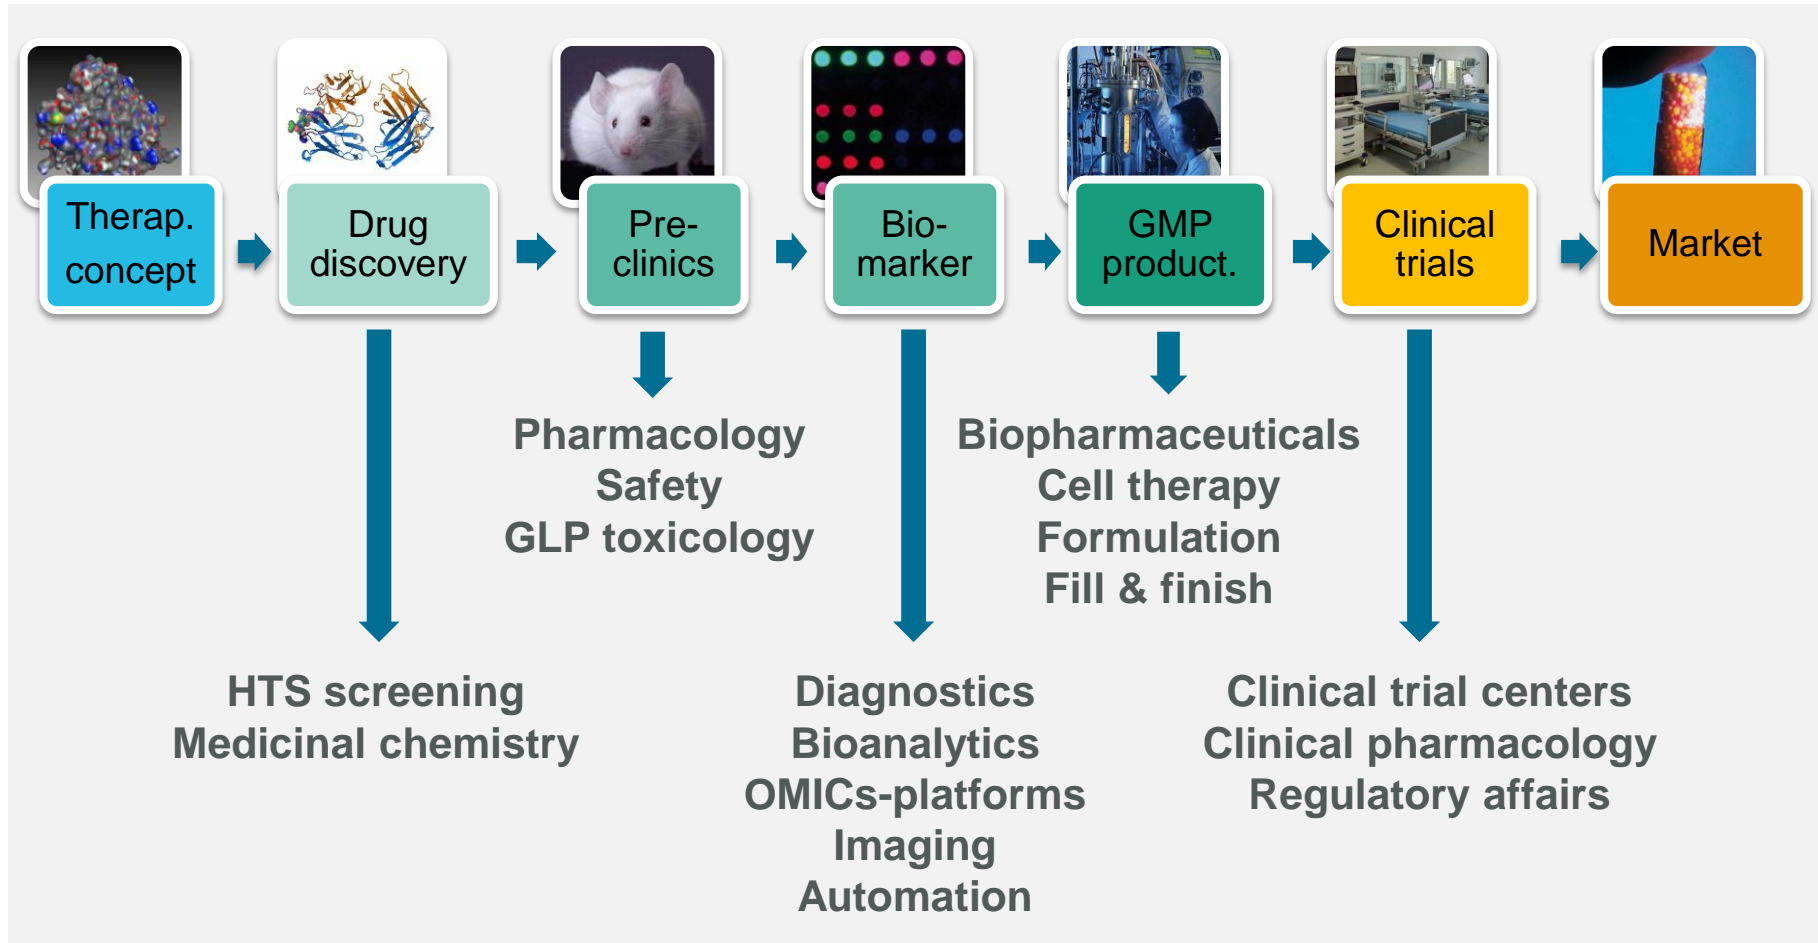 Therap.
concept
Drug
discovery
Pre-
clinics
Bio-
marker
GMP
product.
Clinical
trials
Market
Pharmacology
Safety
GLP toxicology
Biopharmaceuticals
Cell therapy
Formulation
Fill & finish
HTS screening
Medicinal chemistry
Diagnostics
Bioanalytics
OMICs-platforms
Imaging
Automation
Clinical trial centers
Clinical pharmacology
Regulatory affairs